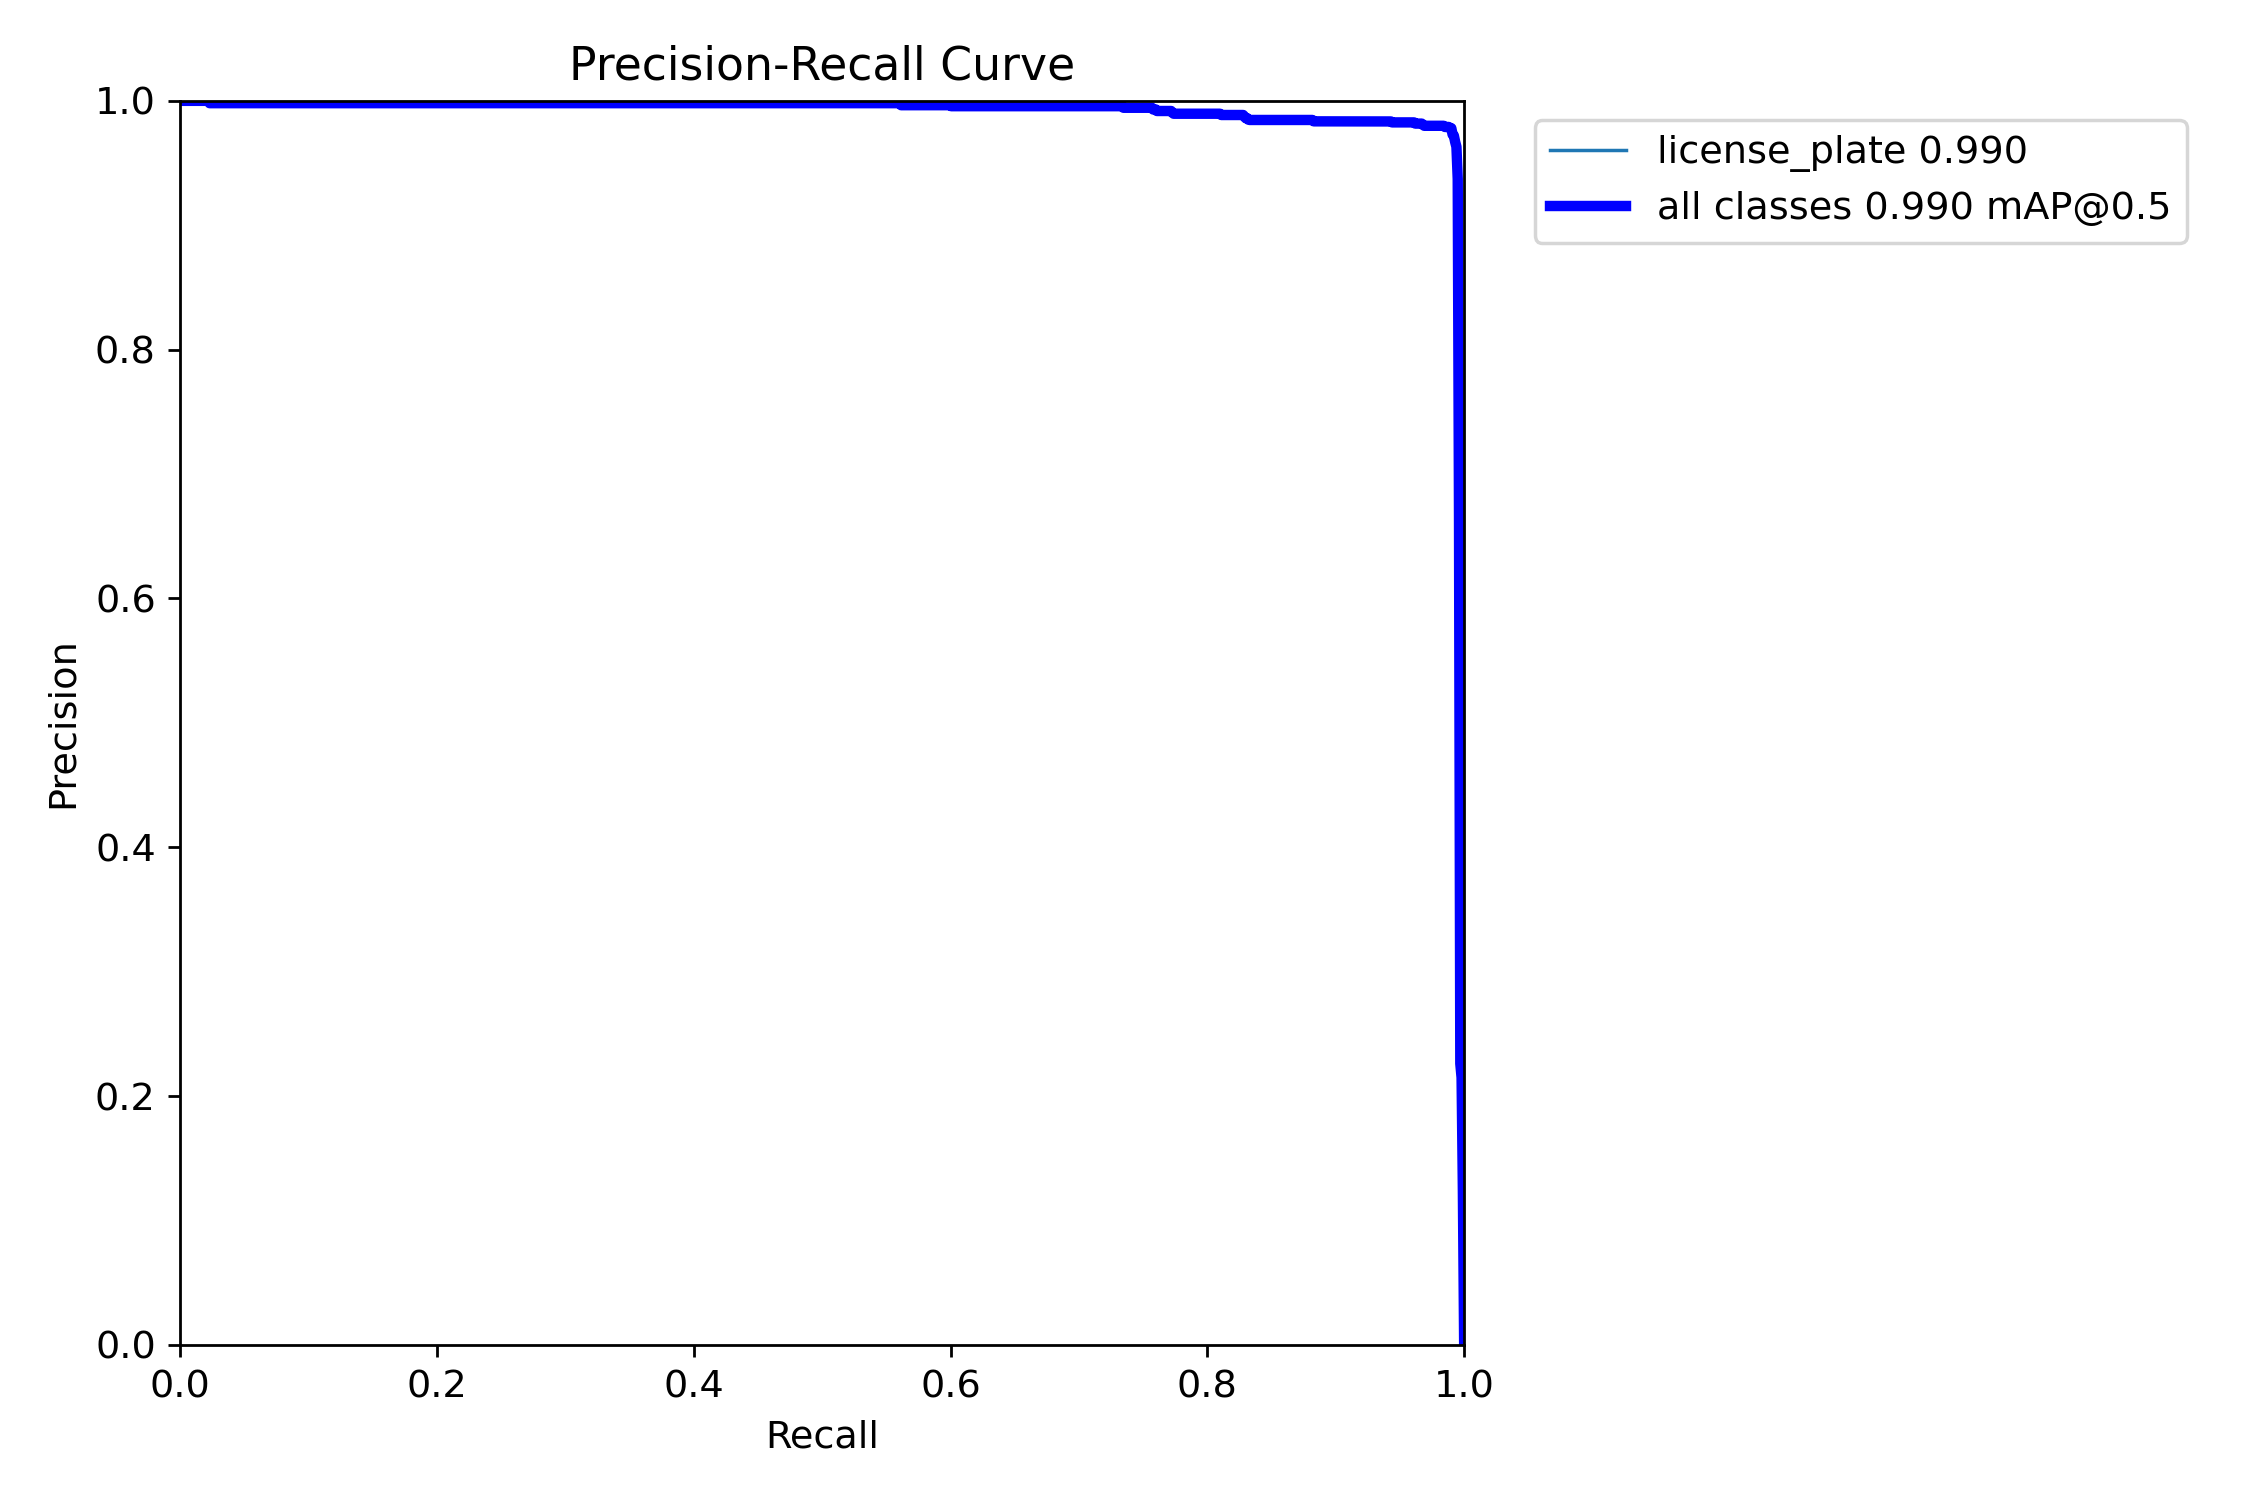 Precision-Recall Curve
1.0
0.8
0.6
0.4
0.2
0.0
Precision
0.0 0.2 0.4 0.6 0.8 1.0
Recall
license_plate 0.990
all classes 0.990 mAP@0.5